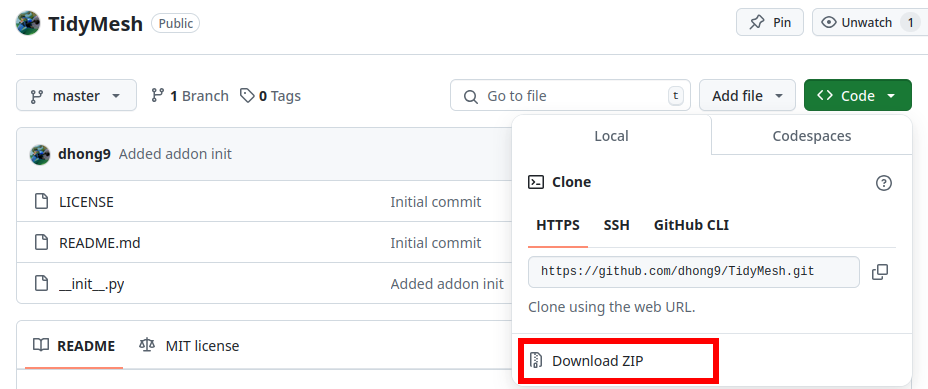 TidyMesh Public Pin Unwatch 1
master 1 Branch 0 Tags Go to file t Add file Code
Local Codespaces
dhong9 Added addon init
Clone
LICENSE Initial commit
HTTPS SSH GitHub CLI
README.md Initial commit
https://github.com/dhong9/TidyMesh.git
__init__.py Added addon init
Clone using the web URL.
README MIT license
Download ZIP